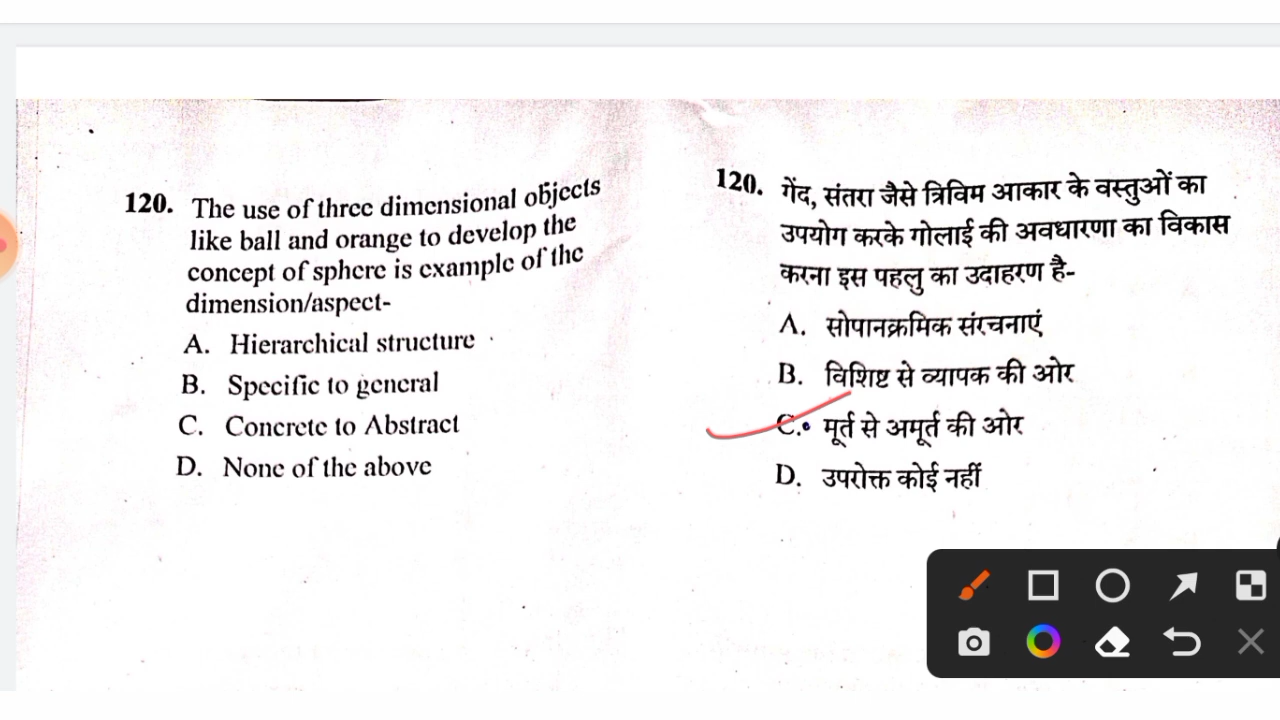 120. The use of three dimensional objects
like ball and orange to develop the
concept of sphere is example of the
dimension/aspect-
A. Hierarchical structure
B. Specific to general
C. Concrete to Abstract
D. None of the above
120. गेंद, संतरा जैसे त्रिविम आकार के वस्तुओं का
उपयोग करके गोलाई की अवधारणा का विकास
करना इस पहलु का उदाहरण है-
A. सोपानक्रमिक संरचनाएं
B. विशिष्ट से व्यापक की ओर
C. मूर्त से अमूर्त की ओर
D. उपरोक्त कोई नहीं